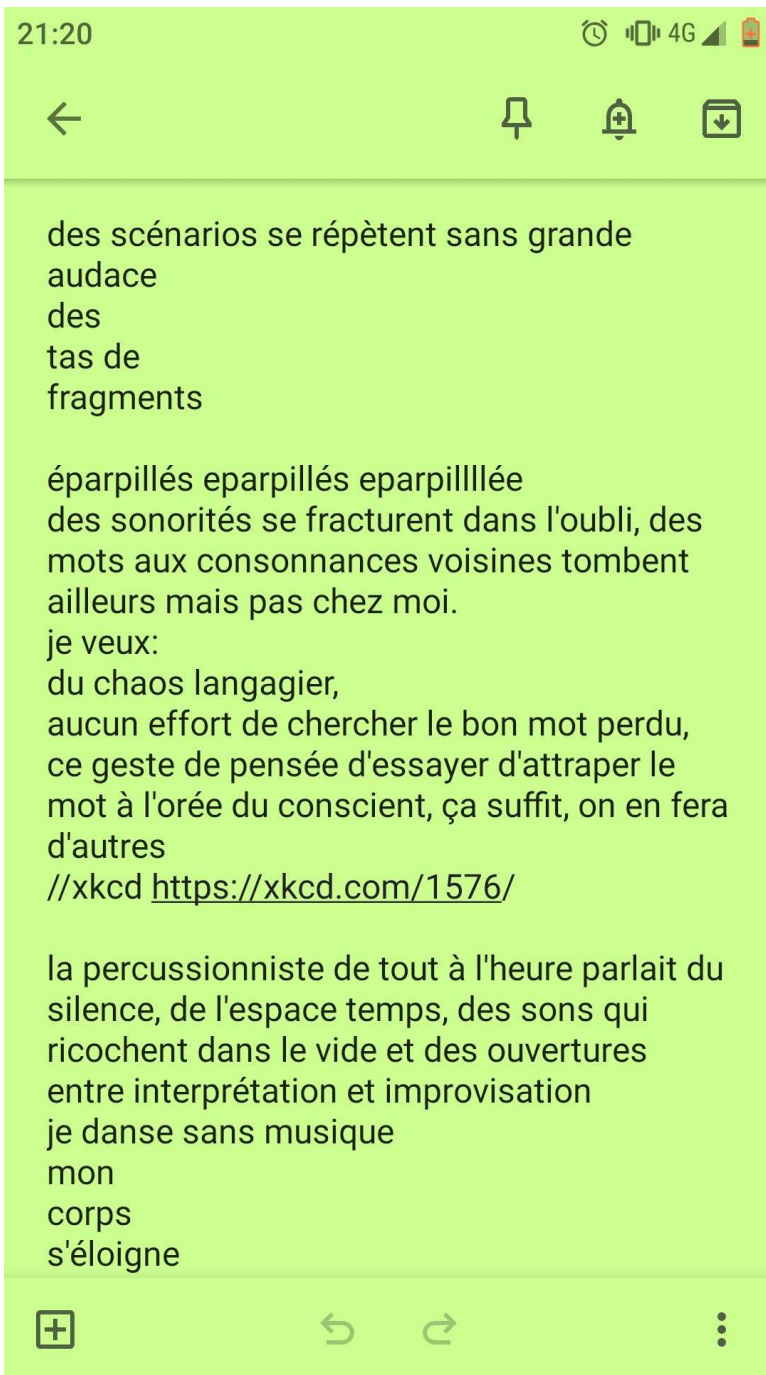 21:20
4G
des scénarios se répètent sans grande
audace
des
tas de
fragments
éparpillés eparpillés eparpillllée
des sonorités se fracturent dans l'oubli, des
mots aux consonnances voisines tombent
ailleurs mais pas chez moi.
je veux:
du chaos langagier,
aucun effort de chercher le bon mot perdu,
ce geste de pensée d'essayer d'attraper le
mot à l'orée du conscient, ça suffit, on en fera
d'autres
//xkcd https://xkcd.com/1576/
la percussionniste de tout à l'heure parlait du
silence, de l'espace temps, des sons qui
ricochent dans le vide et des ouvertures
entre interprétation et improvisation
je danse sans musique
mon
corps
s'éloigne